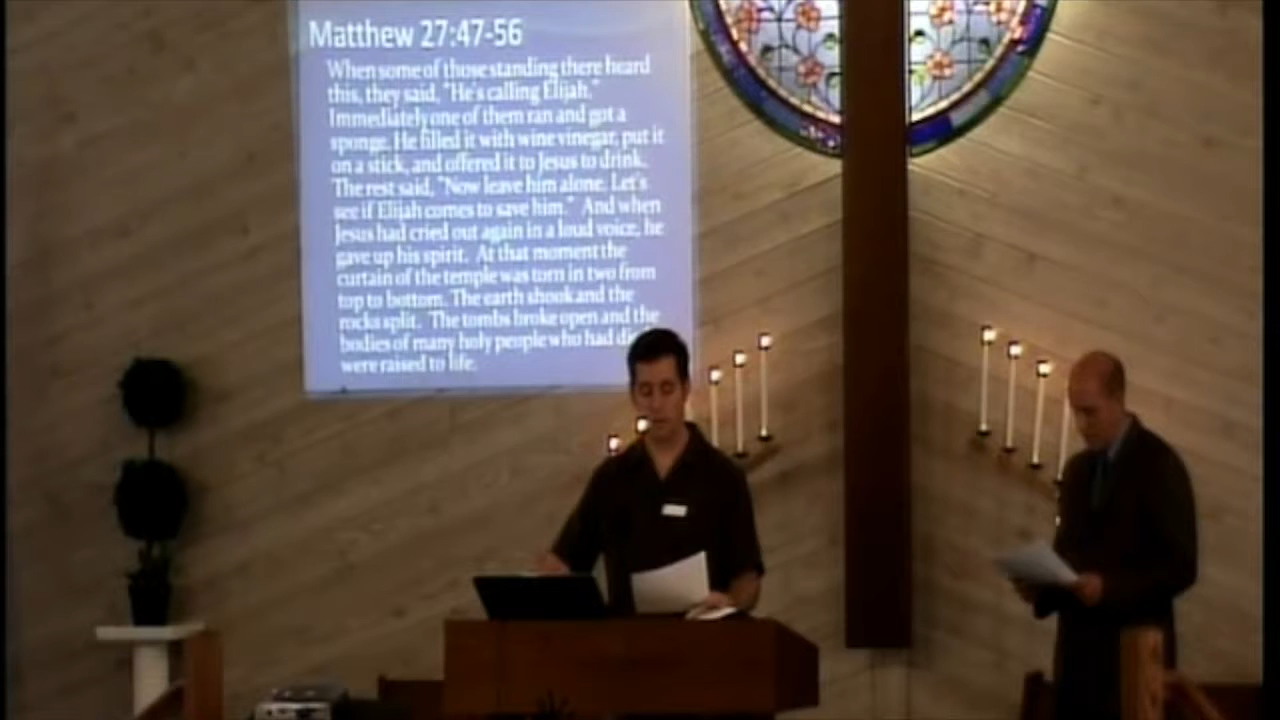 Matthew 27:47-56
When some of those standing there heard
this, they said, "He's calling Elijah."
Immediately one of them ran and got a
sponge. He filled it with wine vinegar, put it
on a stick, and offered it to Jesus to drink.
The rest said, "Now leave him alone. Let's
see if Elijah comes to save him." And when
Jesus had cried out again in a loud voice, he
gave up his spirit. At that moment the
curtain of the temple was torn in two from
top to bottom. The earth shook and the
rocks split. The tombs broke open and the
bodies of many holy people who had die
were raised to life.